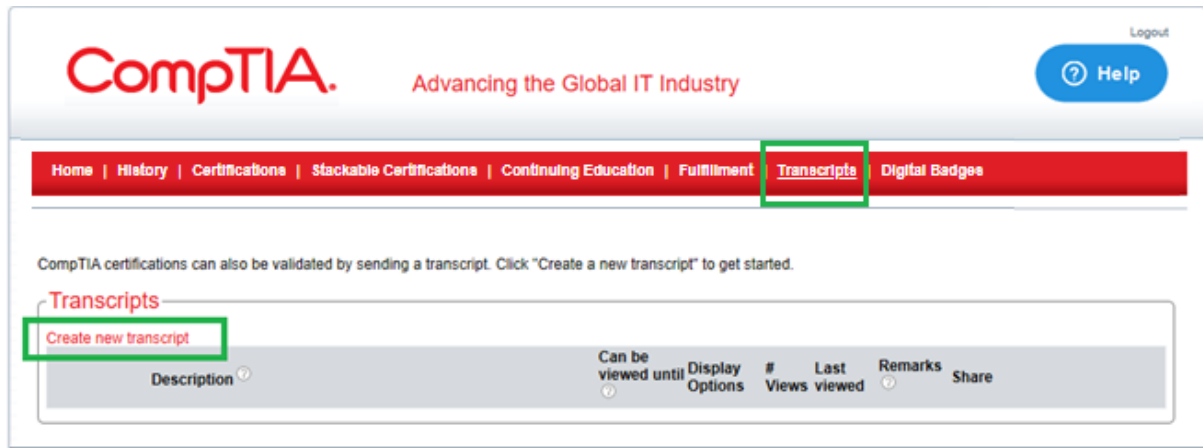 Logout
CompTIA.
Advancing the Global IT Industry
? Help
Home | History | Certifications | Stackable Certifications | Continuing Education | Fulfillment | Transcripts | Digital Badges
CompTIA certifications can also be validated by sending a transcript. Click "Create a new transcript" to get started.
Transcripts
Create new transcript
Description ?
Can be
viewed until
?
Display
Options
#
Views
Last
viewed
Remarks
?
Share